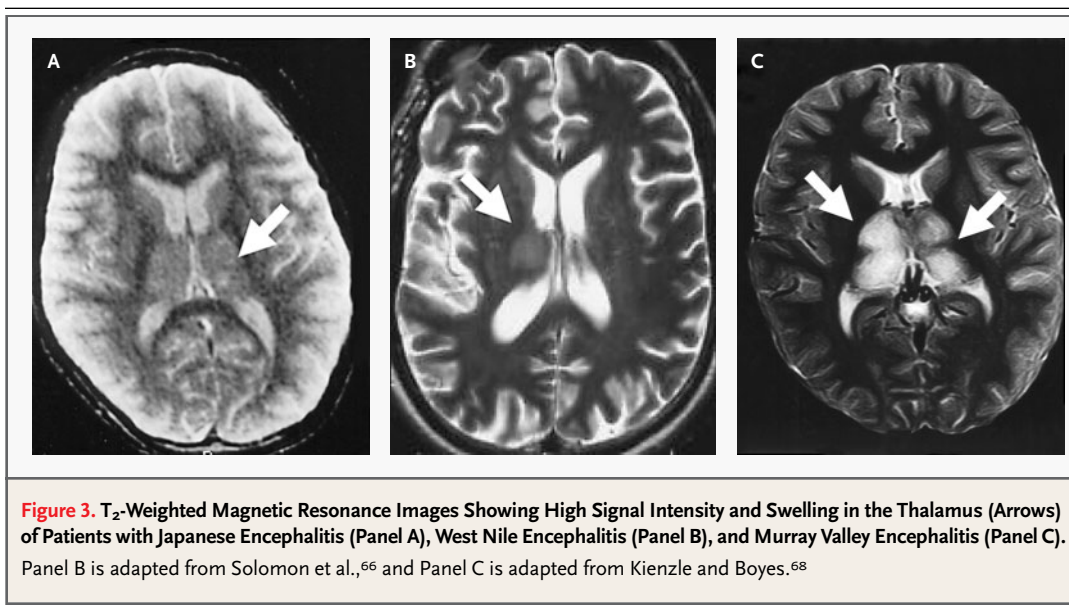 A
B
C
Figure 3. T₂-Weighted Magnetic Resonance Images Showing High Signal Intensity and Swelling in the Thalamus (Arrows)
of Patients with Japanese Encephalitis (Panel A), West Nile Encephalitis (Panel B), and Murray Valley Encephalitis (Panel C).
Panel B is adapted from Solomon et al.,⁶⁶ and Panel C is adapted from Kienzle and Boyes.⁶⁸